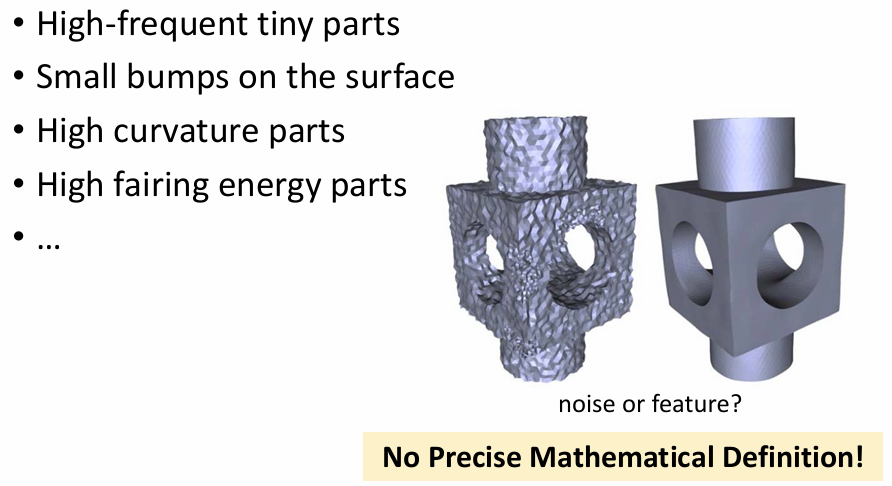 • High-frequent tiny parts
• Small bumps on the surface
• High curvature parts
• High fairing energy parts
• …
noise or feature?
No Precise Mathematical Definition!